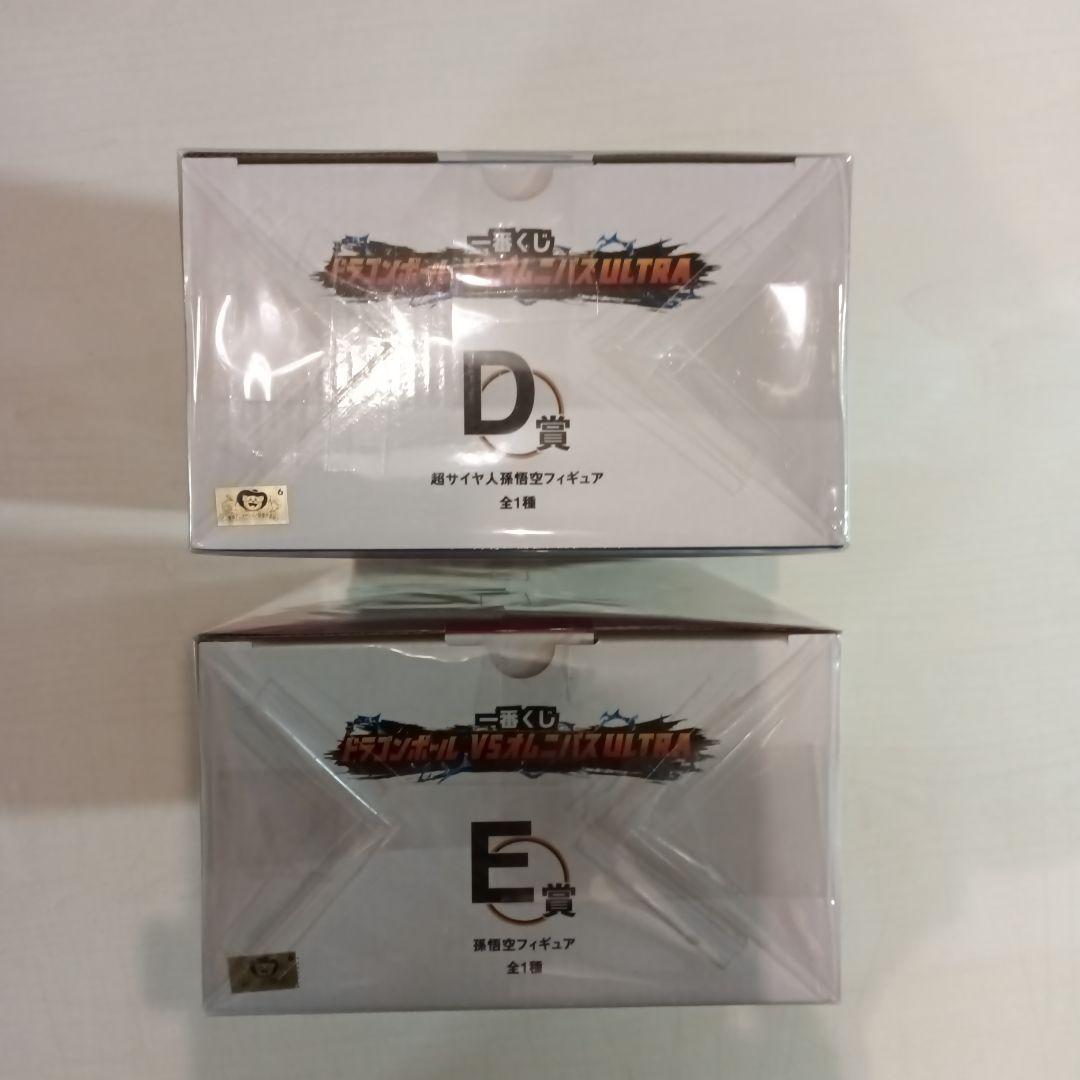 一番くじ
ドラゴンボール VSオムニバスULTRA
D賞
超サイヤ人孫悟空フィギュア
全1種
6
一番くじ
ドラゴンボール VSオムニバスULTRA
E賞
孫悟空フィギュア
全1種
6